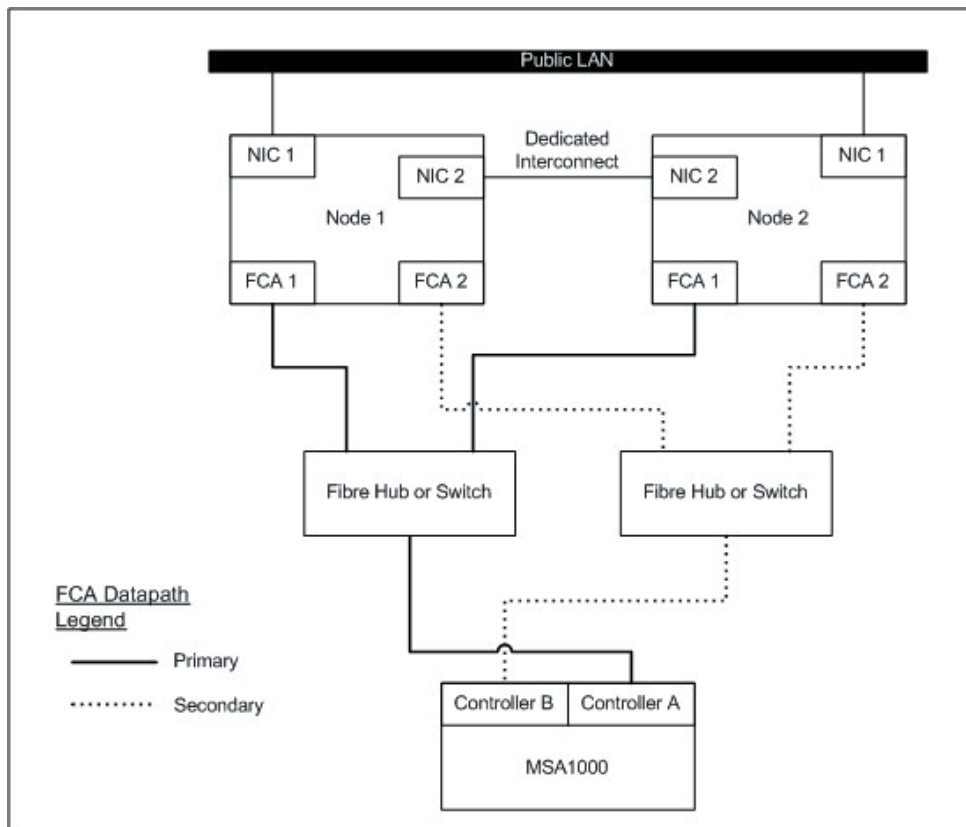 Public LAN
NIC 1
Dedicated
Interconnect
NIC 1
NIC 2
NIC 2
Node 1
Node 2
FCA 1
FCA 2
FCA 1
FCA 2
Fibre Hub or Switch
Fibre Hub or Switch
FCA Datapath
Legend
Primary
Secondary
Controller B
Controller A
MSA1000